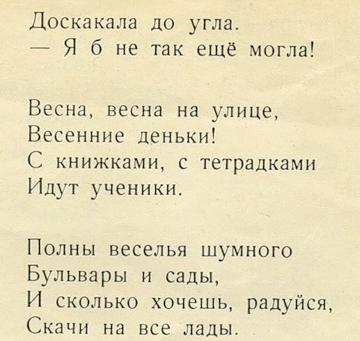 Доскакала до угла.
— Я б не так ещё могла!
Весна, весна на улице,
Весенние деньки!
С книжками, с тетрадками
Идут ученики.
Полны веселья шумного
Бульвары и сады,
И сколько хочешь, радуйся,
Скачи на все лады.